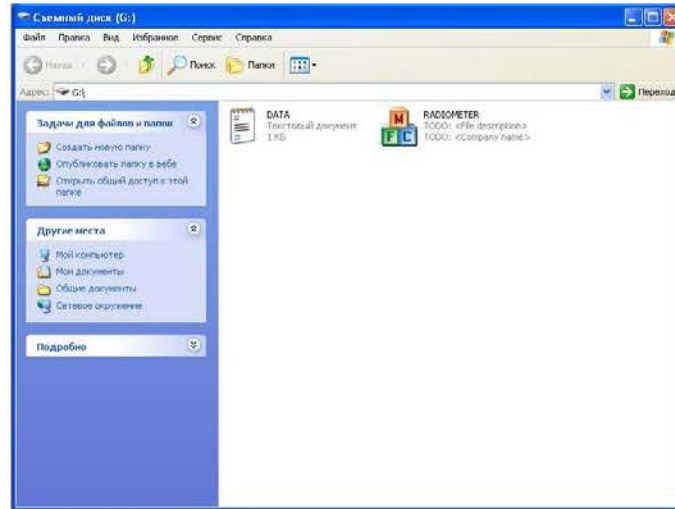 Съемный диск (G:)
Файл Правка Вид Избранное Сервис Справка
Назад Поиск Папки
Адрес: G:\ Переход
Задачи для файлов и папок
Создать новую папку
Опубликовать папку в вебе
Открыть общий доступ к этой
папке
Другие места
Мой компьютер
Мои документы
Общие документы
Сетевое окружение
Подробно
DATA
Текстовый документ
1 КБ
RADIOMETER
TODO: <File description>
TODO: <Company name>
M
F C